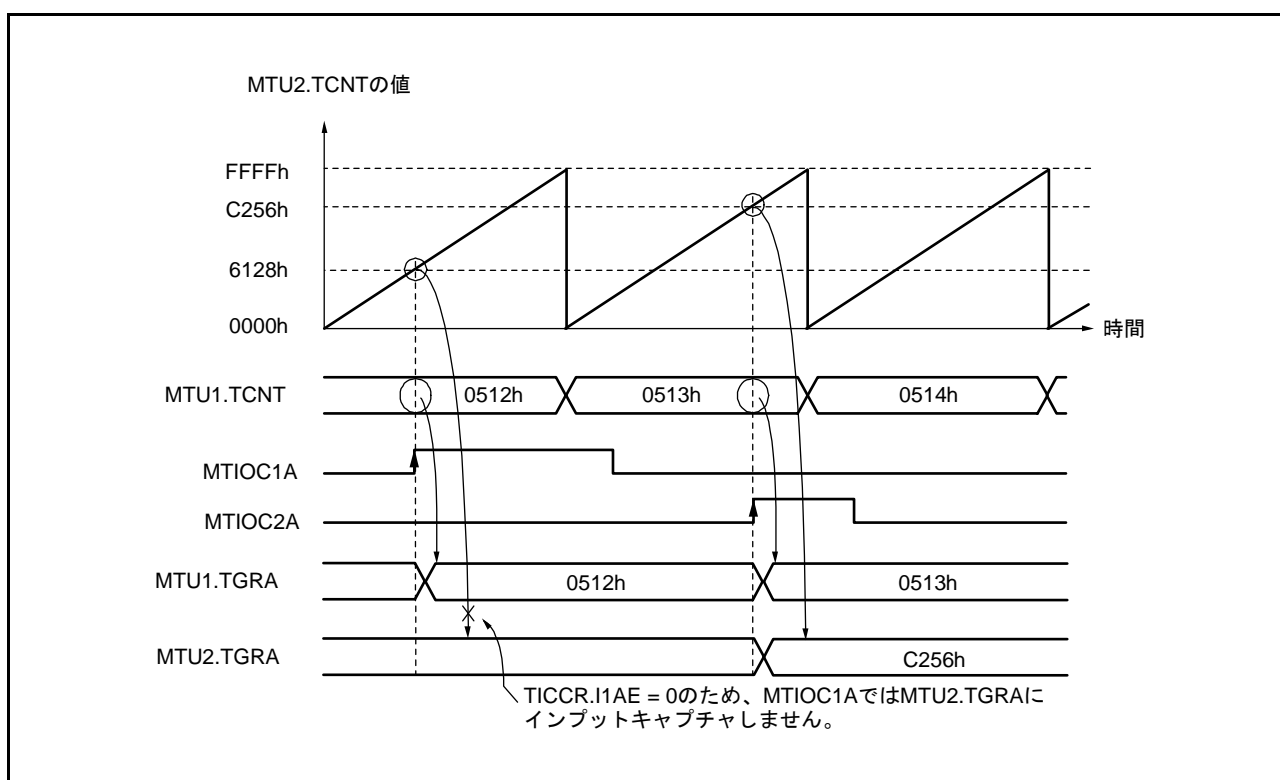 MTU2.TCNTの値
FFFFh
C256h
6128h
0000h
時間
MTU1.TCNT
0512h
0513h
0514h
MTIOC1A
MTIOC2A
MTU1.TGRA
0512h
0513h
MTU2.TGRA
C256h
TICCR.I1AE = 0のため、MTIOC1AではMTU2.TGRAに
インプットキャプチャしません。